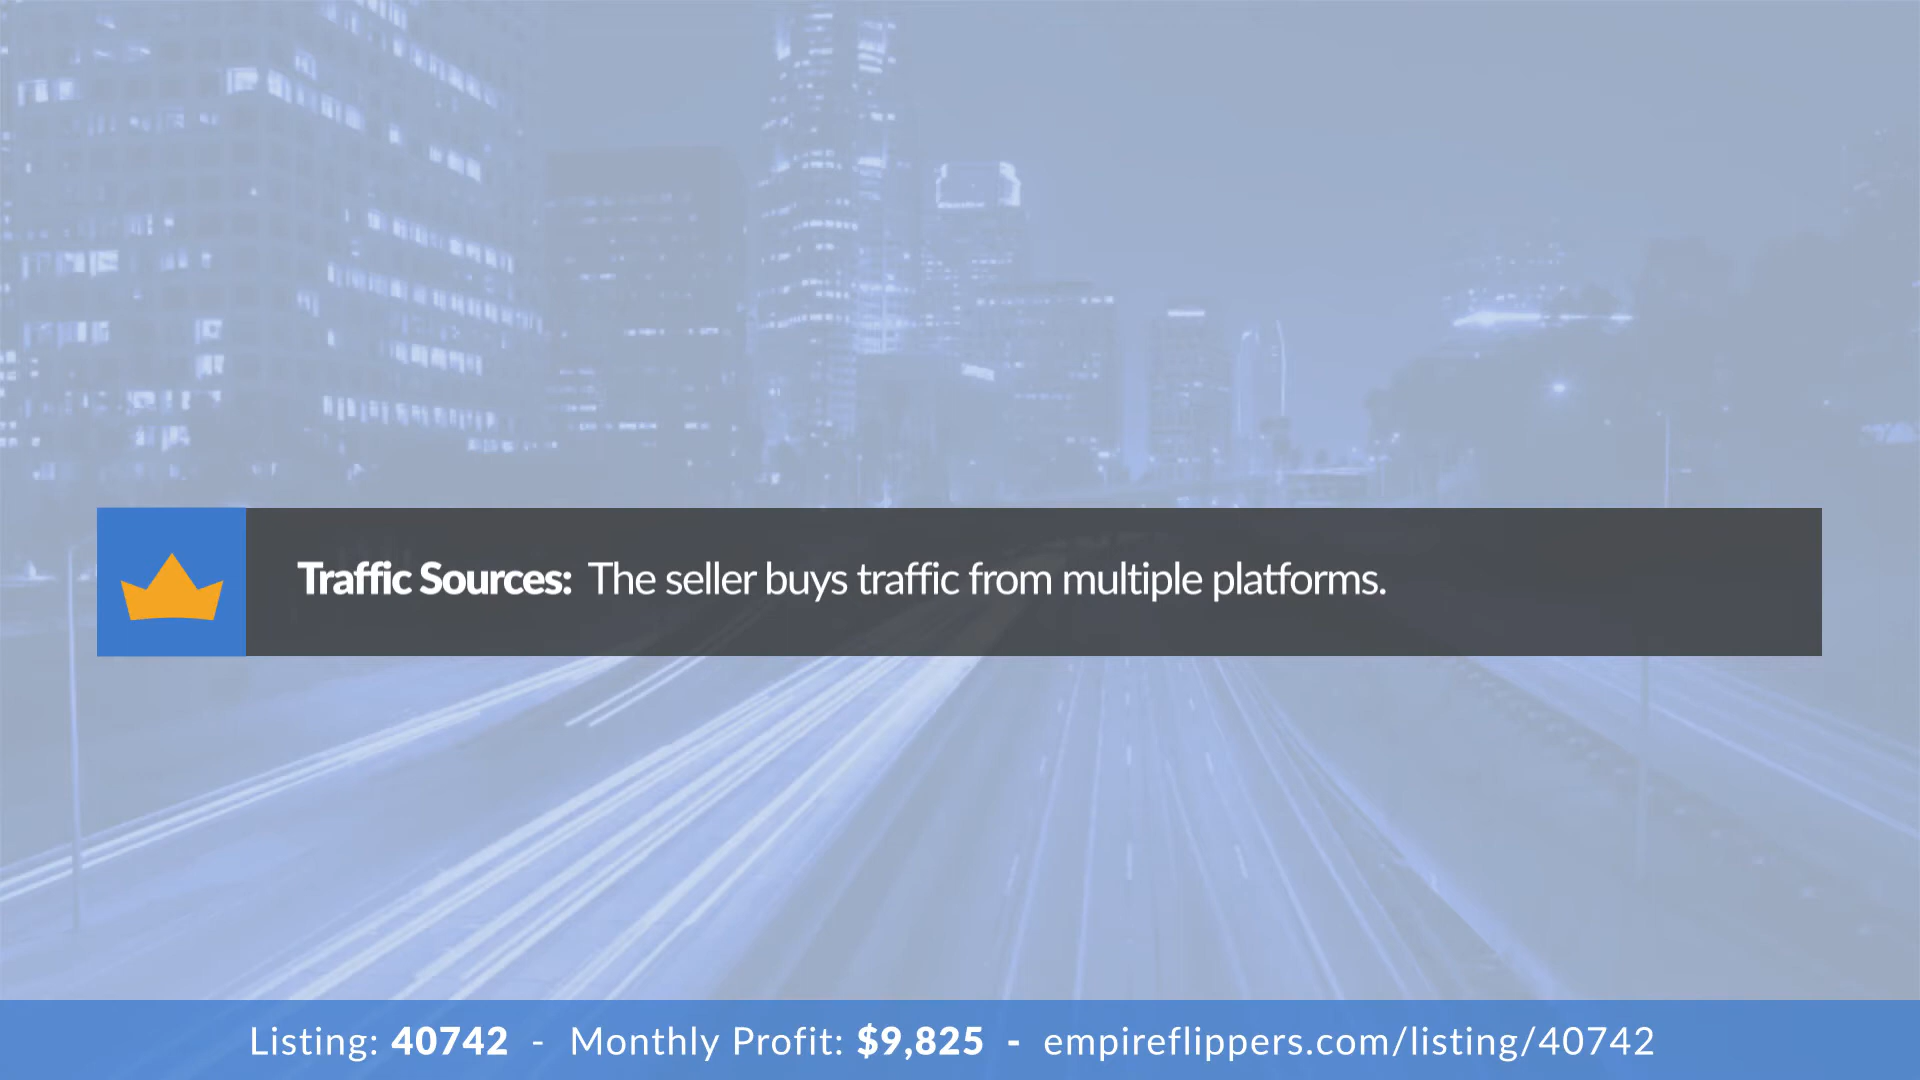 Traffic Sources: The seller buys traffic from multiple platforms.
Listing: 40742 - Monthly Profit: $9,825 - empireflippers.com/listing/40742